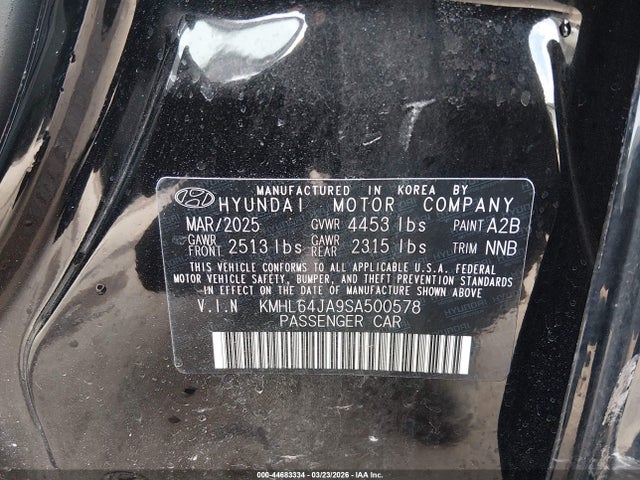 MANUFACTURED IN KOREA BY
HYUNDAI MOTOR COMPANY
MAR/2025 GVWR 4453 lbs PAINT A2B
GAWR FRONT 2513 lbs GAWR REAR 2315 lbs TRIM NNB
THIS VEHICLE CONFORMS TO ALL APPLICABLE U.S.A. FEDERAL
MOTOR VEHICLE SAFETY, BUMPER, AND THEFT PREVENTION STANDARDS
IN EFFECT ON THE DATE OF MANUFACTURE SHOWN ABOVE.
V.I.N KMHL64JA9SA500578
PASSENGER CAR
000-44683334 | 03/23/2026 - IAA Inc.